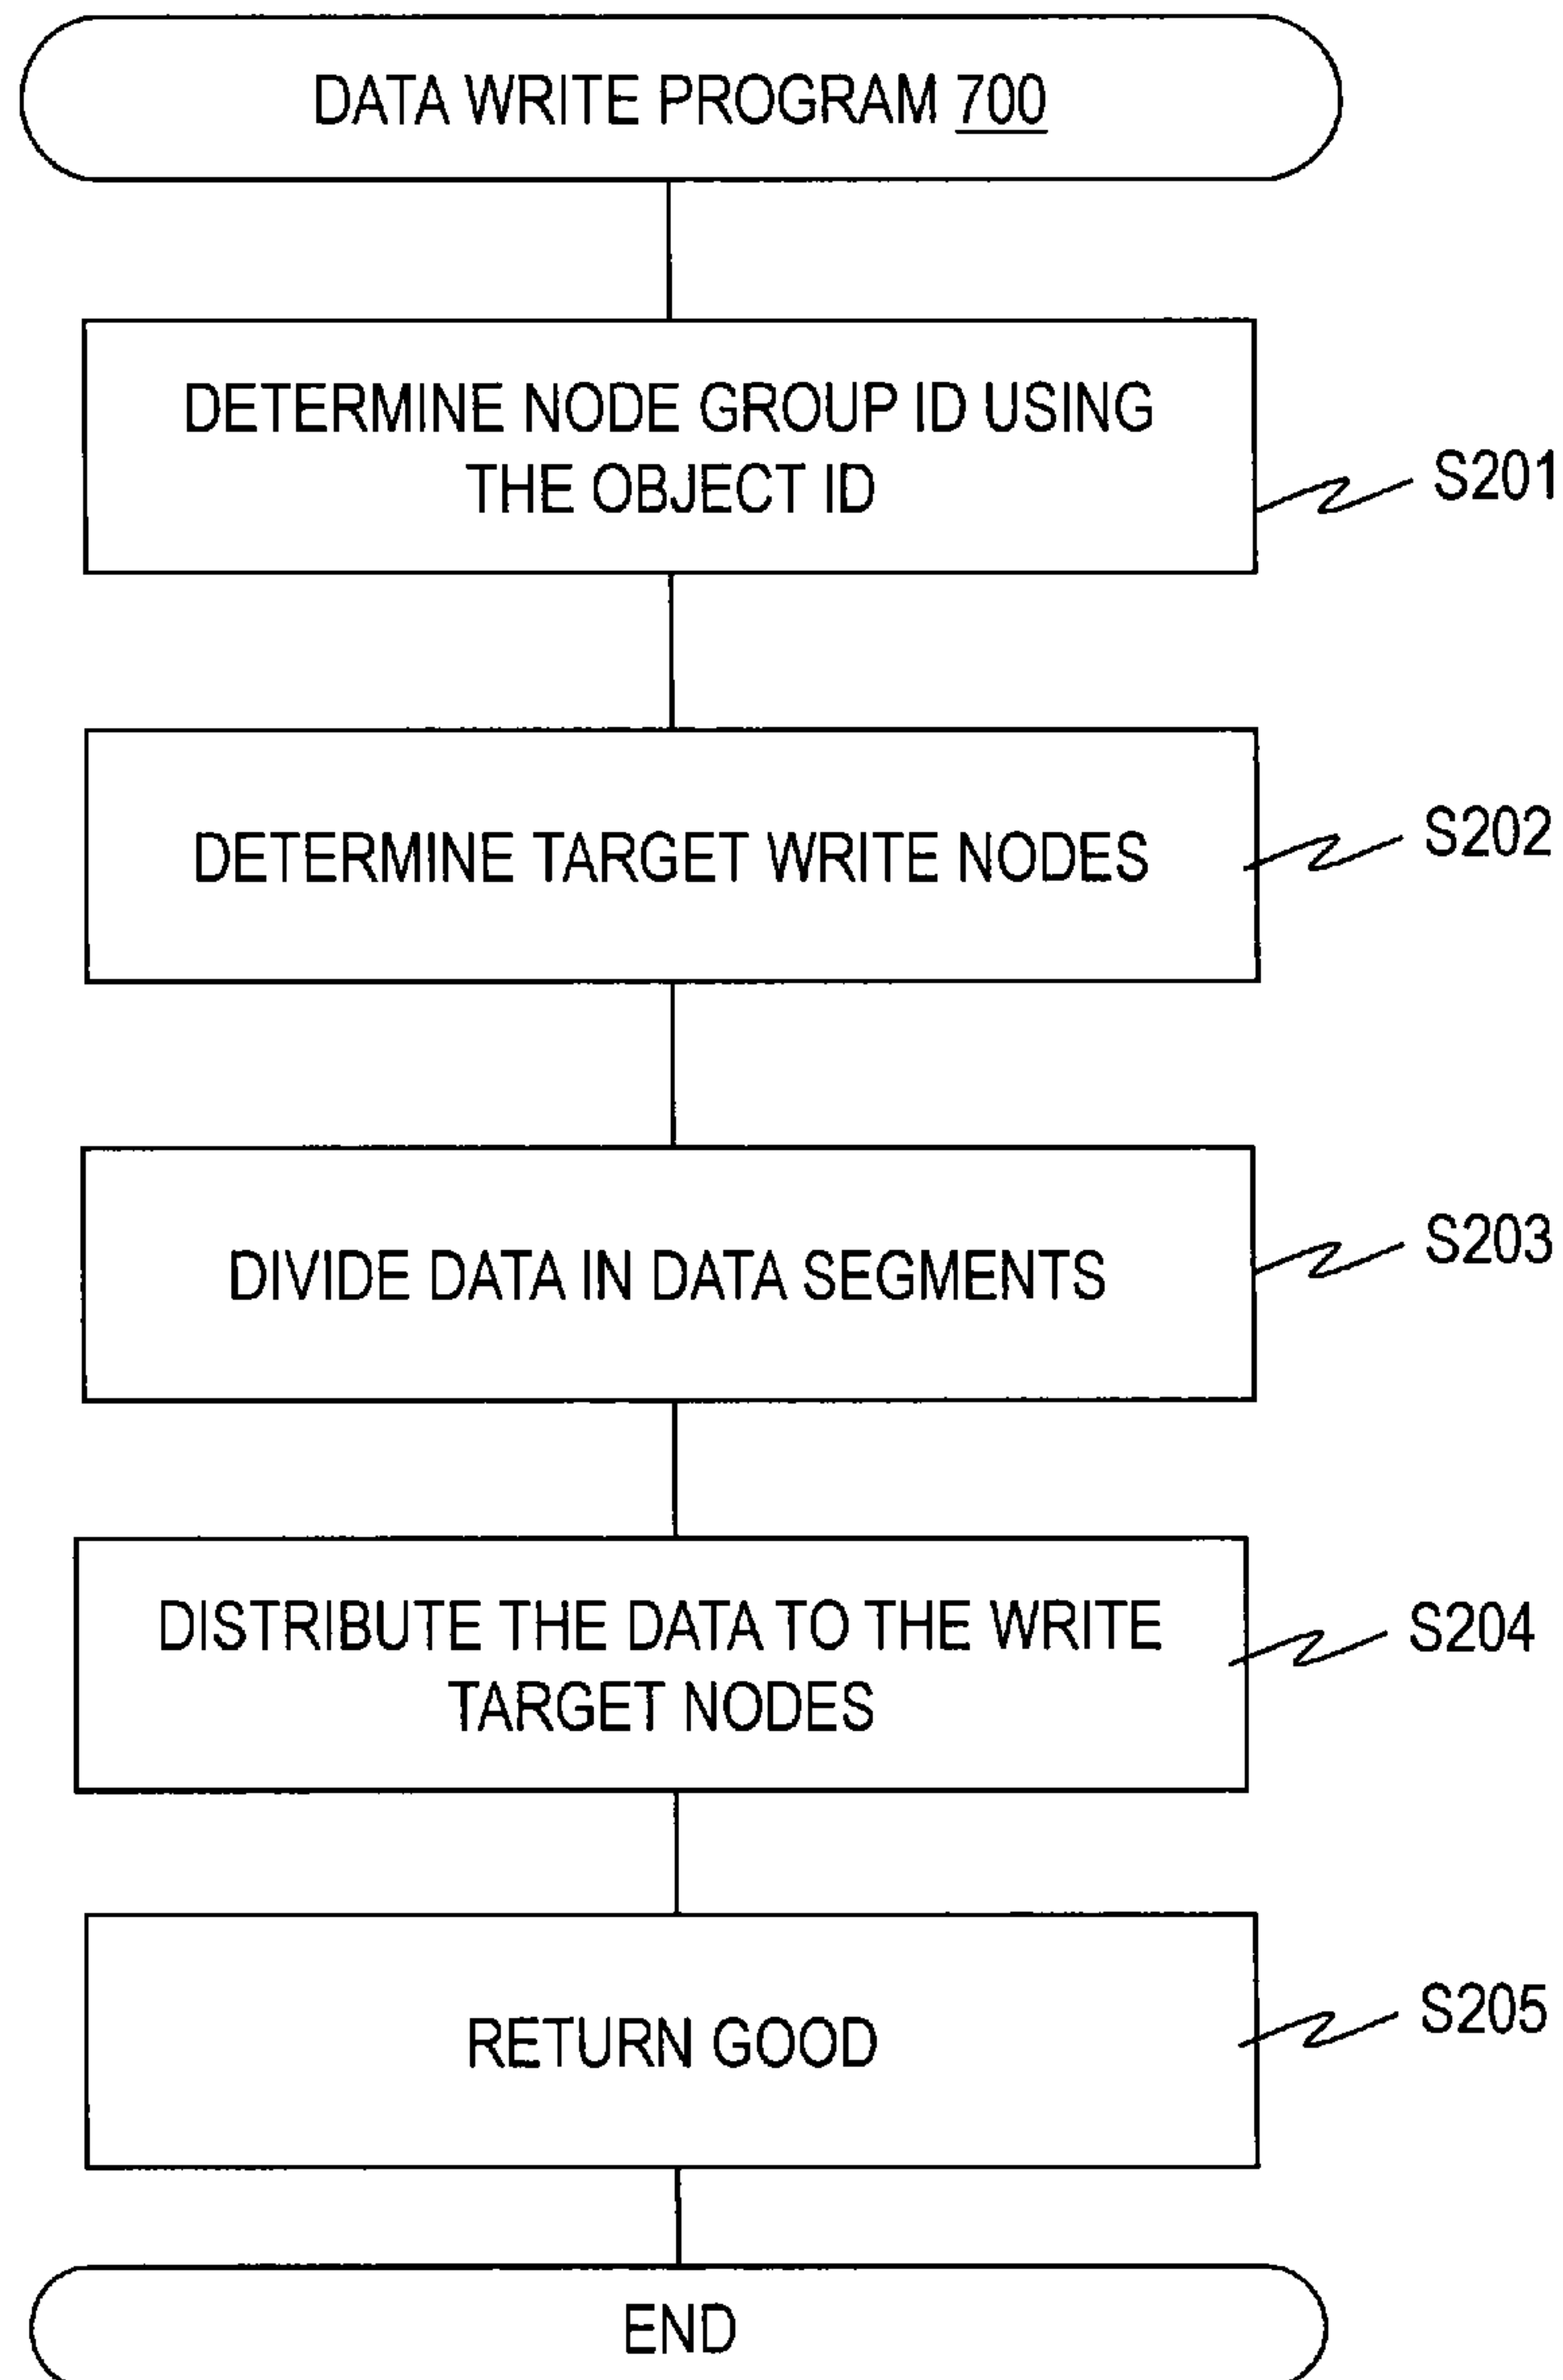 DATA WRITE PROGRAM 700
DETERMINE NODE GROUP ID USING
THE OBJECT ID
S201
DETERMINE TARGET WRITE NODES
S202
DIVIDE DATA IN DATA SEGMENTS
S203
DISTRIBUTE THE DATA TO THE WRITE
TARGET NODES
S204
RETURN GOOD
S205
END